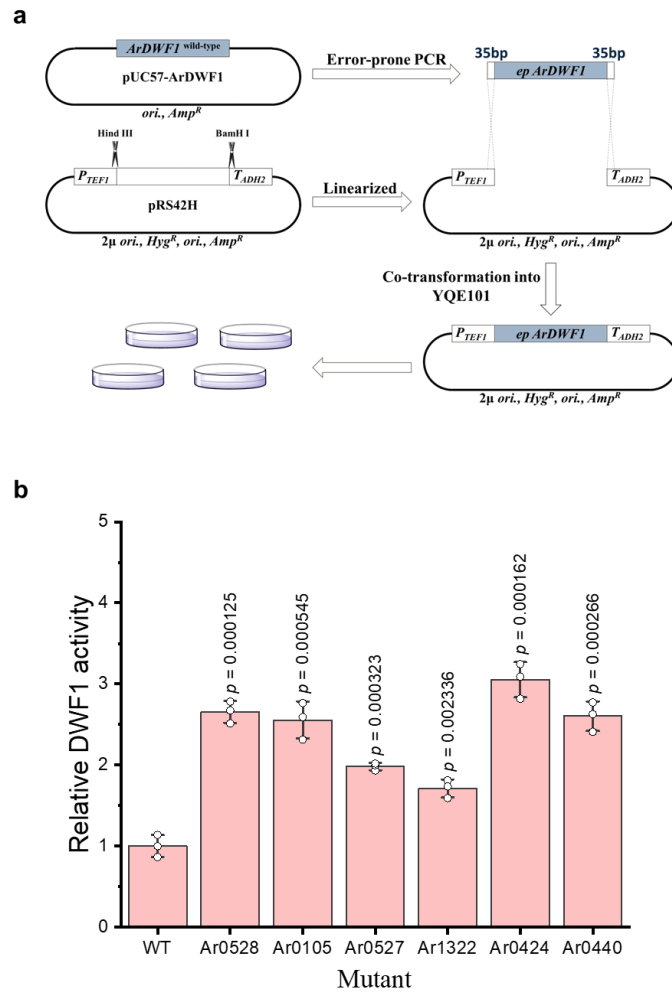 a
ArDWF1 wild-type
pUC57-ArDWF1
ori., AmpR
Error-prone PCR
35bp 35bp
ep ArDWF1
Hind III BamH I
PTEF1 TADH2
pRS42H
2μ ori., HygR, ori., AmpR
Linearized
PTEF1 TADH2
2μ ori., HygR, ori., AmpR
Co-transformation into
YQE101
PTEF1 ep ArDWF1 TADH2
2μ ori., HygR, ori., AmpR
b
Relative DWF1 activity
5
4
3
2
1
0
p = 0.000125
p = 0.000545
p = 0.000323
p = 0.002336
p = 0.000162
p = 0.000266
WT Ar0528 Ar0105 Ar0527 Ar1322 Ar0424 Ar0440
Mutant